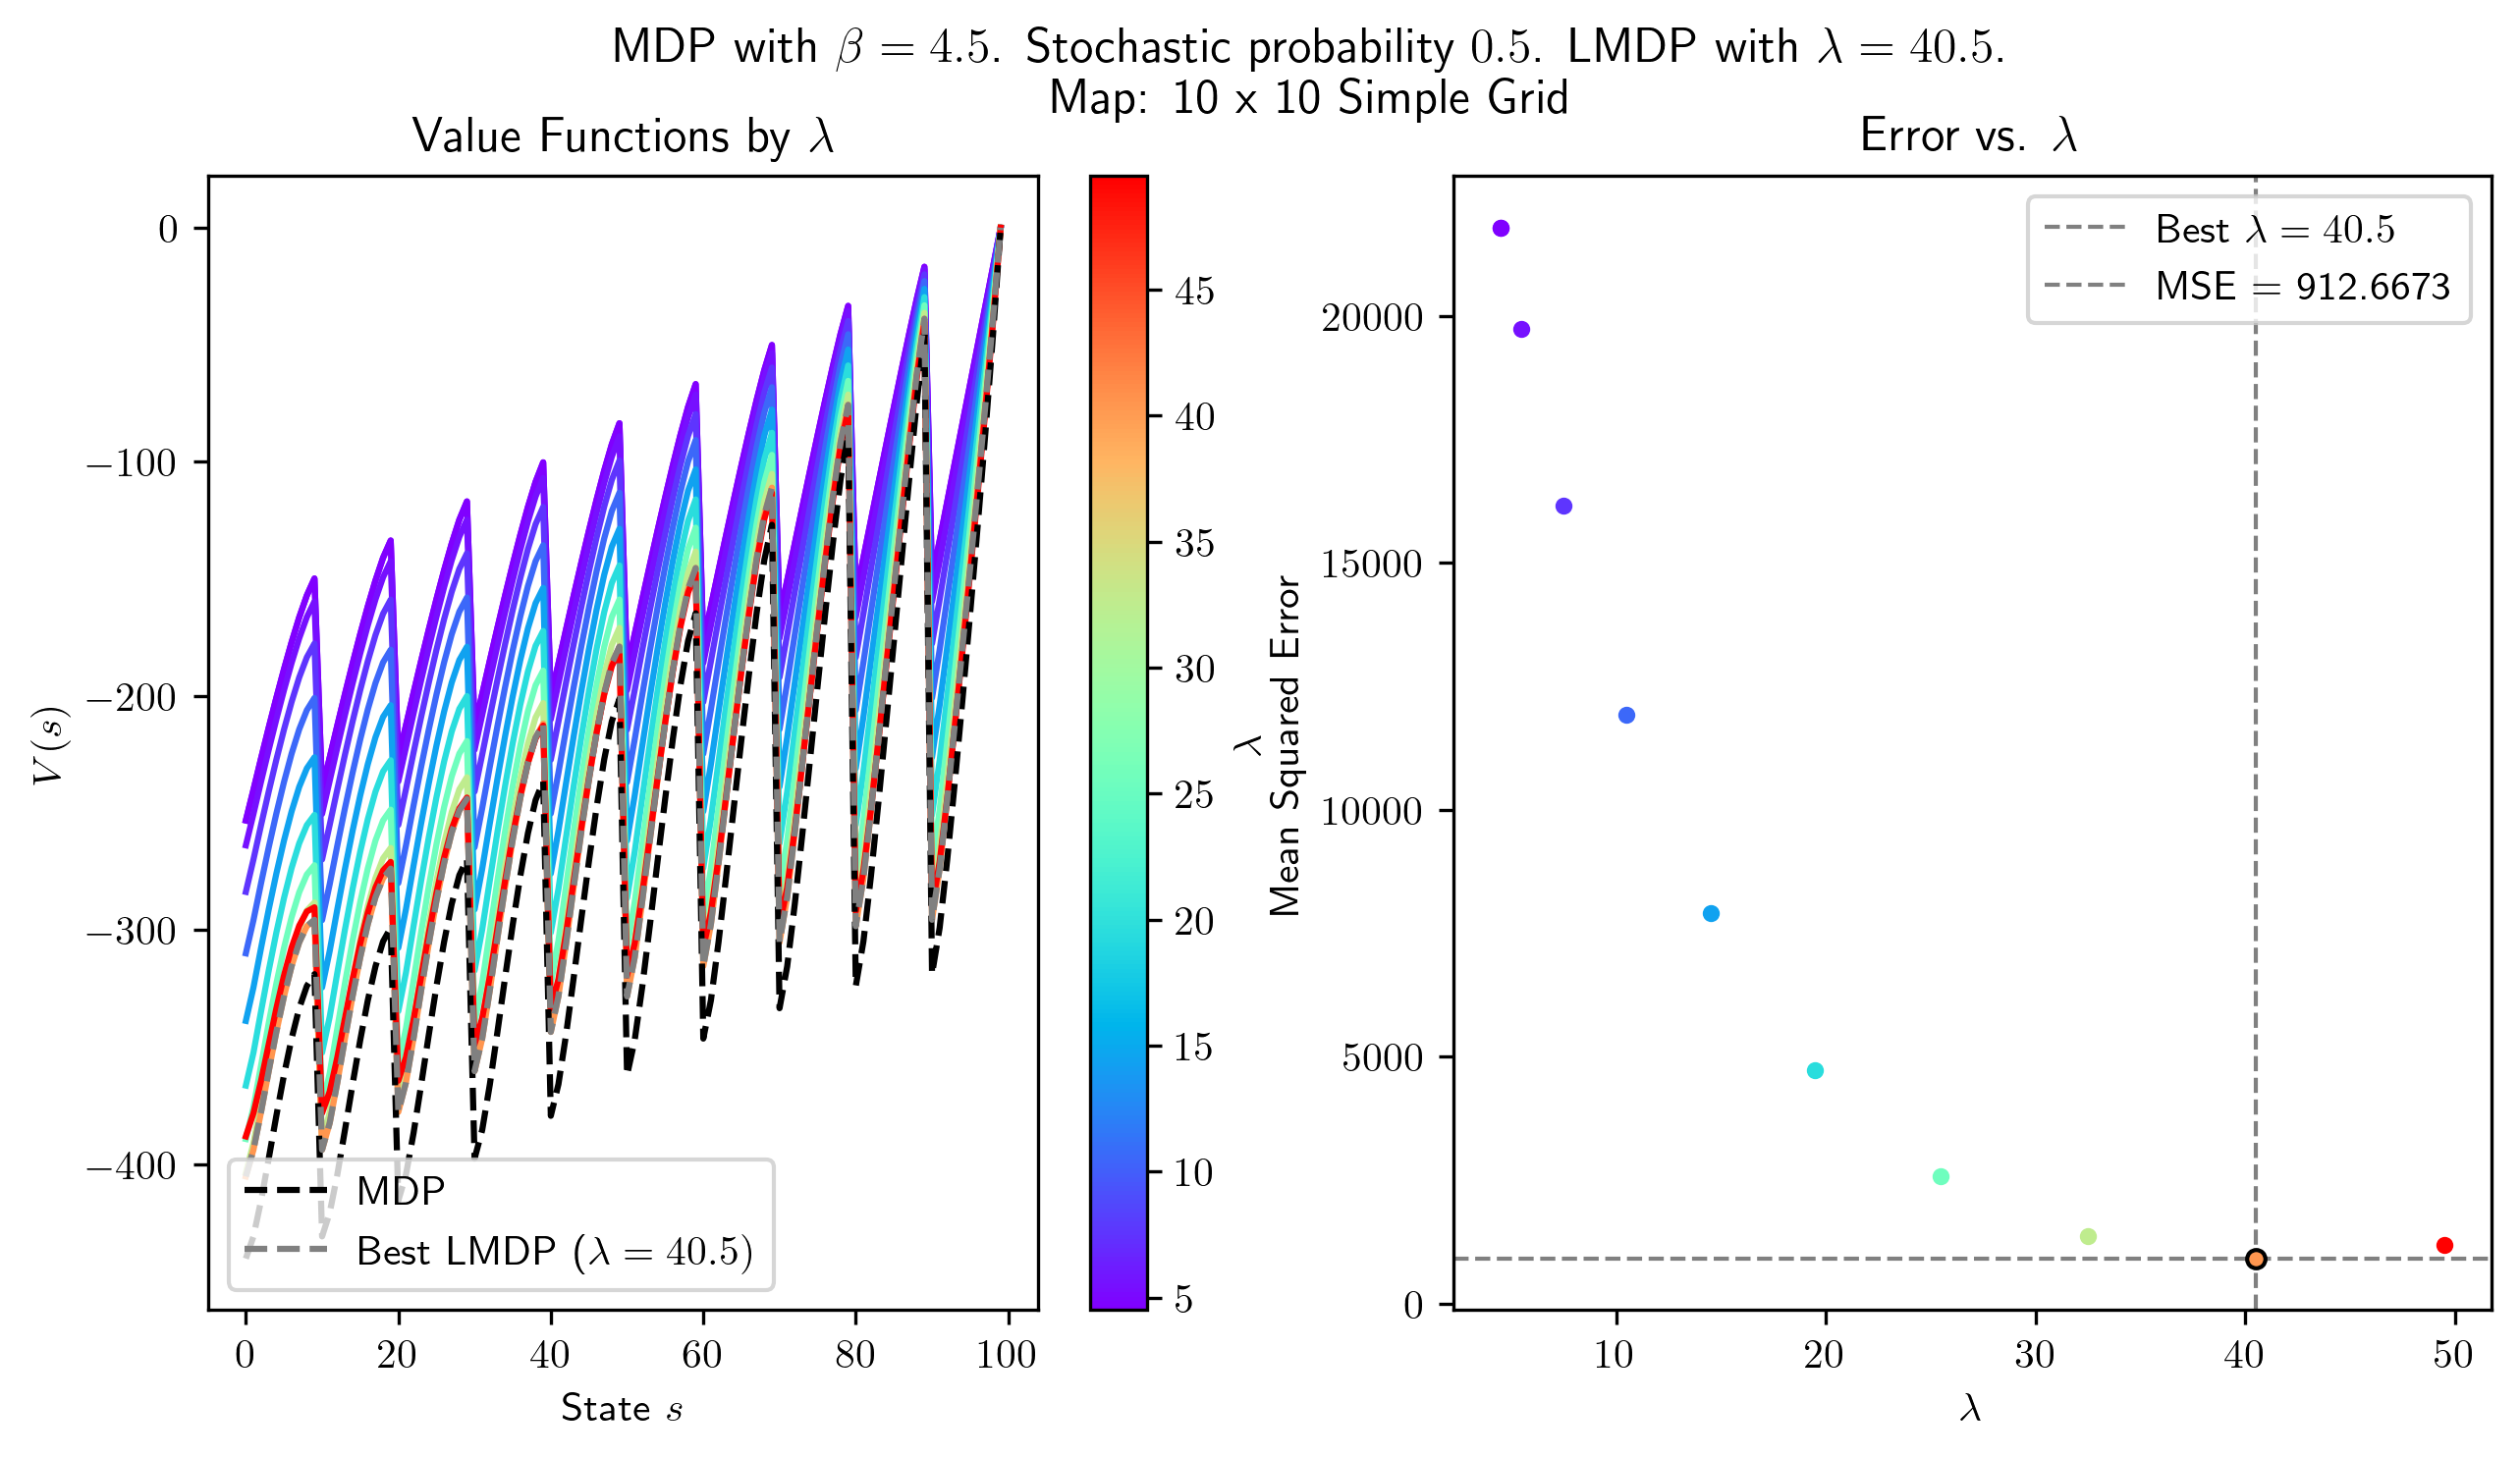 MDP with β = 4.5. Stochastic probability 0.5. LMDP with λ = 40.5.
Map: 10 x 10 Simple Grid
Value Functions by λ
0
−100
−200
−300
−400
V(s)
0 20 40 60 80 100
State s
MDP
Best LMDP (λ = 40.5)
45
40
35
30
25
20
15
10
5
λ
Error vs. λ
Mean Squared Error
20000
15000
10000
5000
0
10 20 30 40 50
λ
Best λ = 40.5
MSE = 912.6673